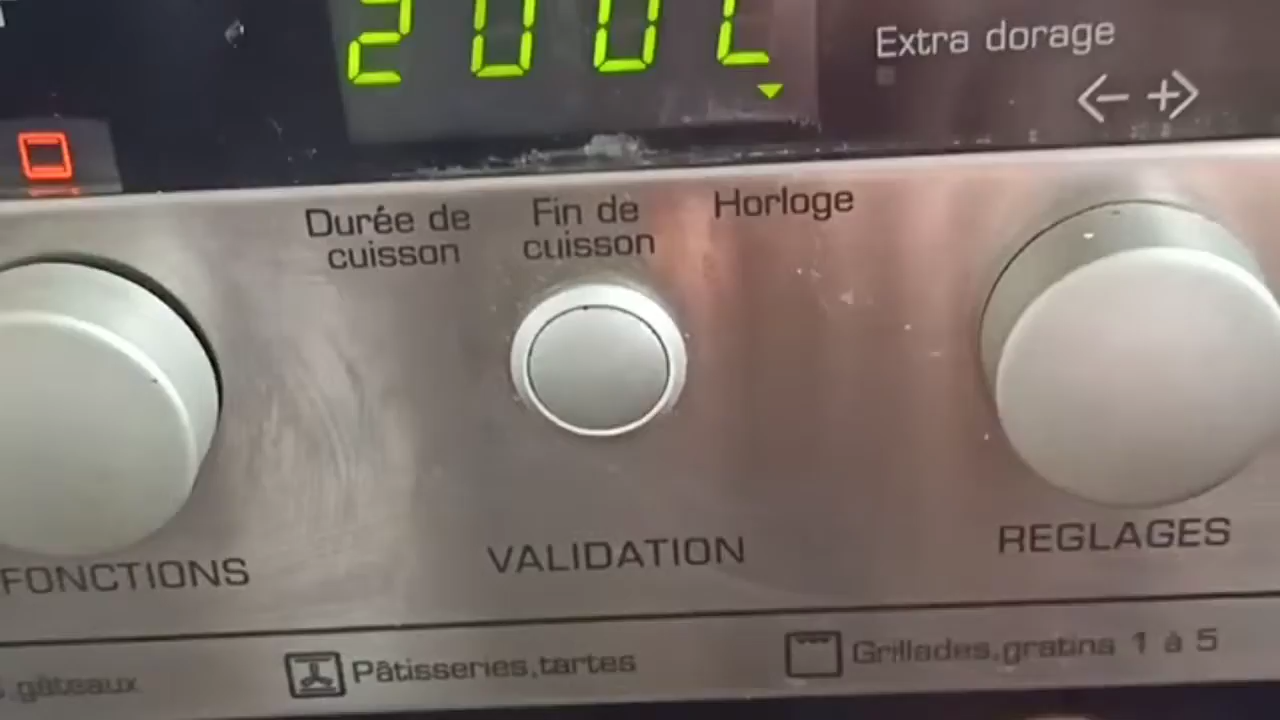 200C
Extra dorage
Durée de
cuisson
Fin de
cuisson
Horloge
FONCTIONS
VALIDATION
REGLAGES
gâteaux
Pâtisseries,tartes
Grillades,gratins 1 à 5